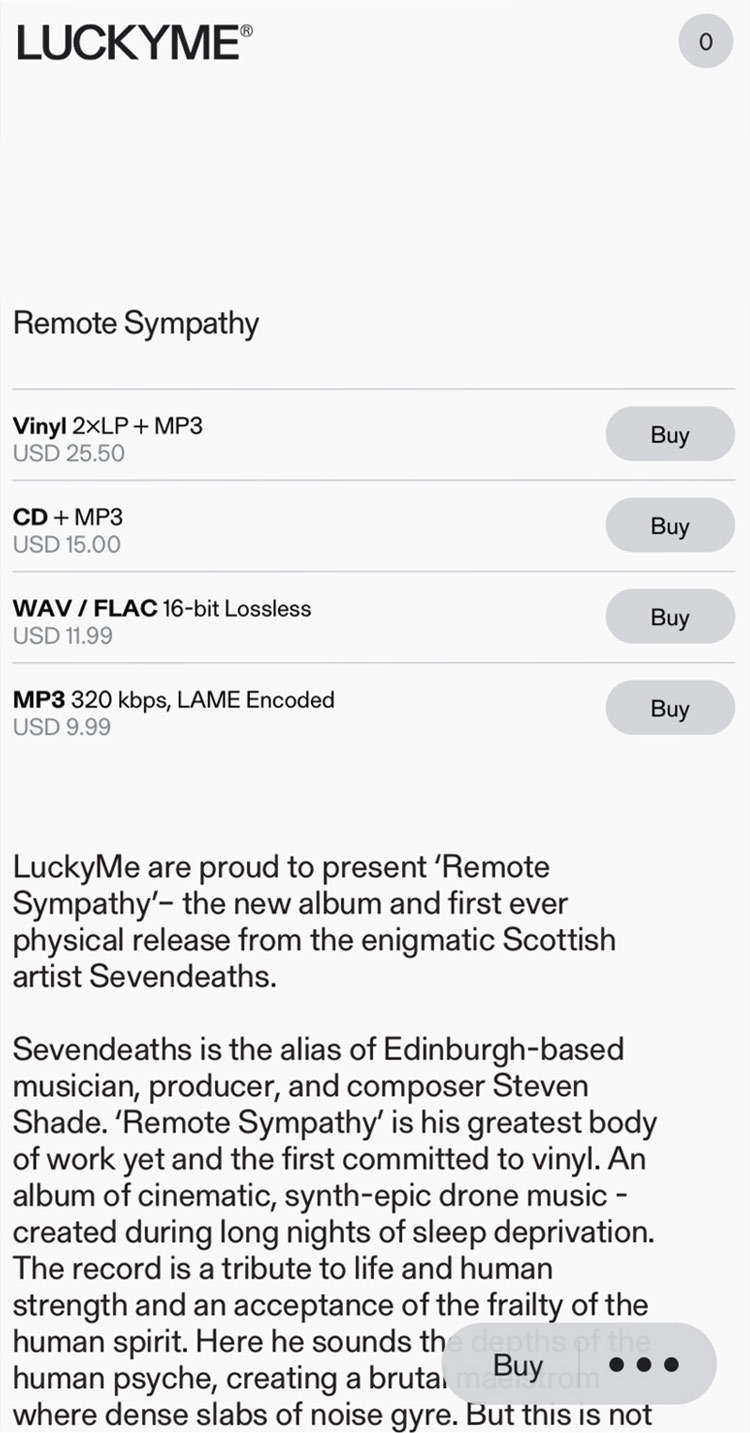 LUCKYME®
0
Remote Sympathy
Vinyl 2×LP + MP3
USD 25.50
Buy
CD + MP3
USD 15.00
Buy
WAV / FLAC 16-bit Lossless
USD 11.99
Buy
MP3 320 kbps, LAME Encoded
USD 9.99
Buy
LuckyMe are proud to present ‘Remote
Sympathy’– the new album and first ever
physical release from the enigmatic Scottish
artist Sevendeaths.
Sevendeaths is the alias of Edinburgh-based
musician, producer, and composer Steven
Shade. ‘Remote Sympathy’ is his greatest body
of work yet and the first committed to vinyl. An
album of cinematic, synth-epic drone music -
created during long nights of sleep deprivation.
The record is a tribute to life and human
strength and an acceptance of the frailty of the
human spirit. Here he sounds the depths of the
human psyche, creating a brutal maelstrom
where dense slabs of noise gyre. But this is not
Buy